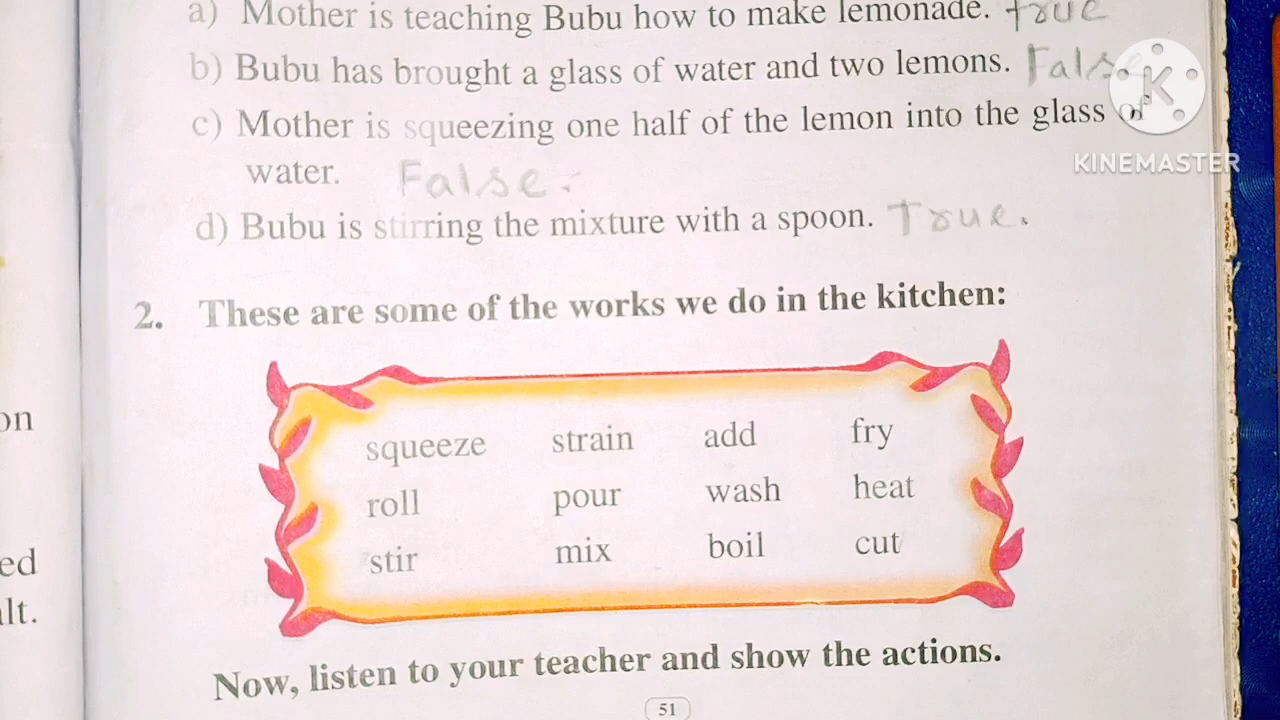 a) Mother is teaching Bubu how to make lemonade. True
b) Bubu has brought a glass of water and two lemons. False
c) Mother is squeezing one half of the lemon into the glass of
water. False.
d) Bubu is stirring the mixture with a spoon. True.
KINEMASTER
2. These are some of the works we do in the kitchen:
squeeze strain add fry
roll pour wash heat
stir mix boil cut
Now, listen to your teacher and show the actions.
51
on
ed
alt.